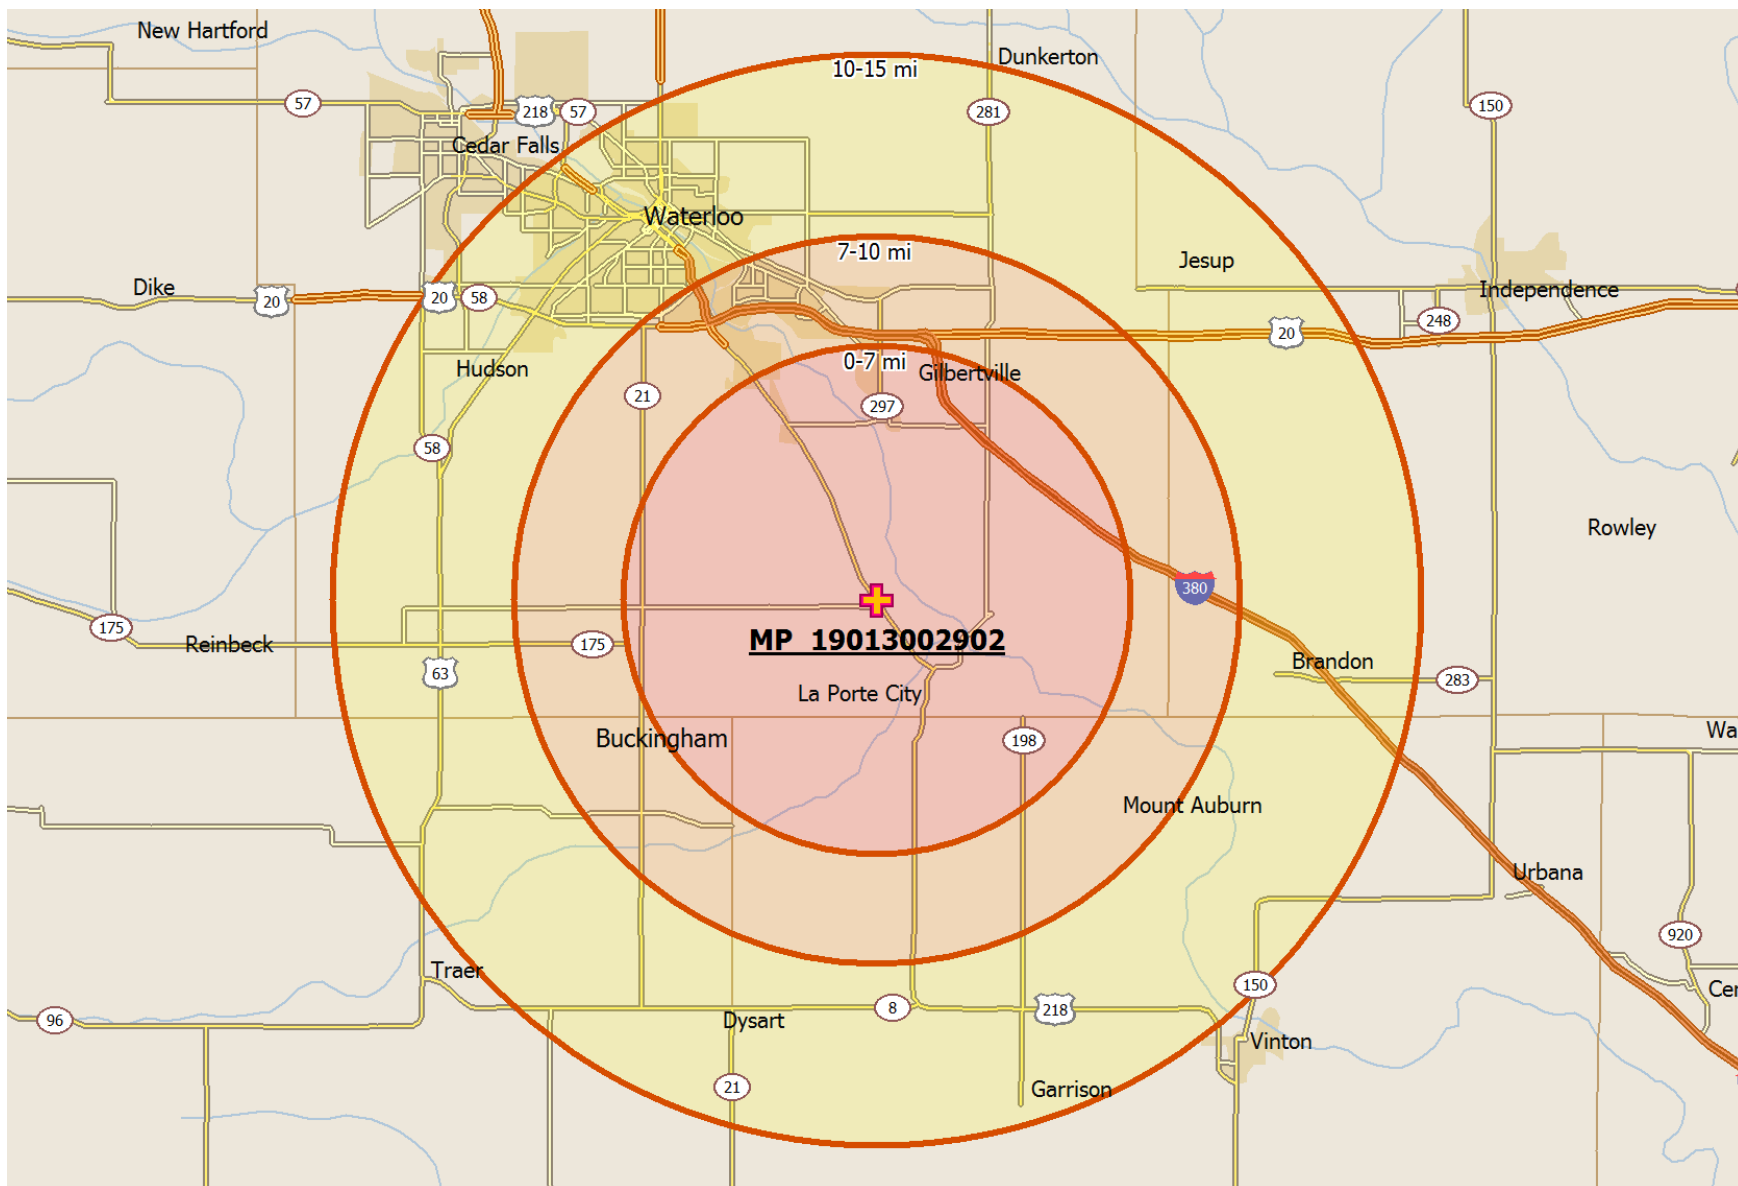 New Hartford
Dunkerton
10-15 mi
57
218
57
281
150
Cedar Falls
Waterloo
7-10 mi
Jesup
Dike
20
20
58
Independence
248
20
0-7 mi
Hudson
Gilbertville
21
297
58
Rowley
380
175
MP_19013002902
Reinbeck
175
63
Brandon
283
La Porte City
Buckingham
198
Wa
Mount Auburn
Urbana
920
Traer
150
Cer
96
8
218
Dysart
Vinton
21
Garrison